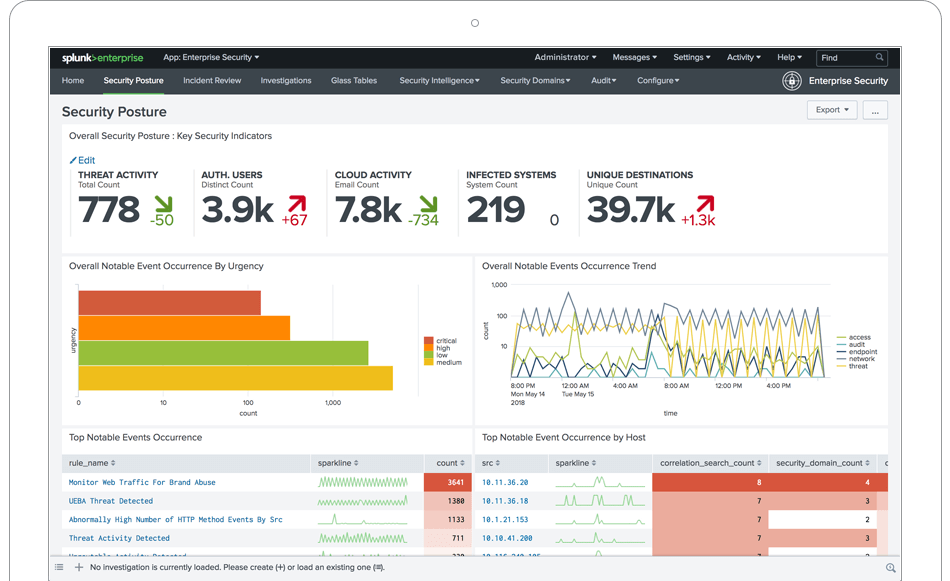 splunk>enterprise App: Enterprise Security Administrator Messages Settings Activity Help Find
Home Security Posture Incident Review Investigations Glass Tables Security Intelligence Security Domains Audit Configure Enterprise Security
Security Posture Export ...
Overall Security Posture : Key Security Indicators
Edit
THREAT ACTIVITY AUTH. USERS CLOUD ACTIVITY INFECTED SYSTEMS UNIQUE DESTINATIONS
Total Count Distinct Count Email Count System Count Unique Count
778 -50 3.9k +67 7.8k -734 219 0 39.7k +1.3k
Overall Notable Event Occurrence By Urgency
urgency
critical
high
low
medium
0 10 100 1,000
count
Overall Notable Events Occurrence Trend
1,000
100
10
count
access
audit
endpoint
network
threat
8:00 PM 12:00 AM 4:00 AM 8:00 AM 12:00 PM 4:00 PM
Mon May 14 Tue May 15
2018
time
Top Notable Events Occurrence
rule_name sparkline count
Monitor Web Traffic For Brand Abuse 3641
UEBA Threat Detected 1380
Abnormally High Number of HTTP Method Events By Src 1133
Threat Activity Detected 711
Top Notable Event Occurrence by Host
src sparkline correlation_search_count security_domain_count c
10.11.36.20 8 4
10.11.36.18 7 3
10.1.21.153 7 2
10.10.41.200 7 3
No investigation is currently loaded. Please create (+) or load an existing one (≡).